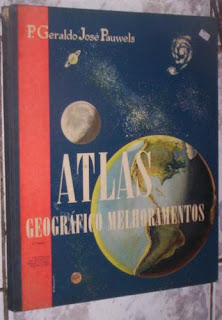 P. Geraldo José Pauwels
ATLAS
GEOGRÁFICO MELHORAMENTOS